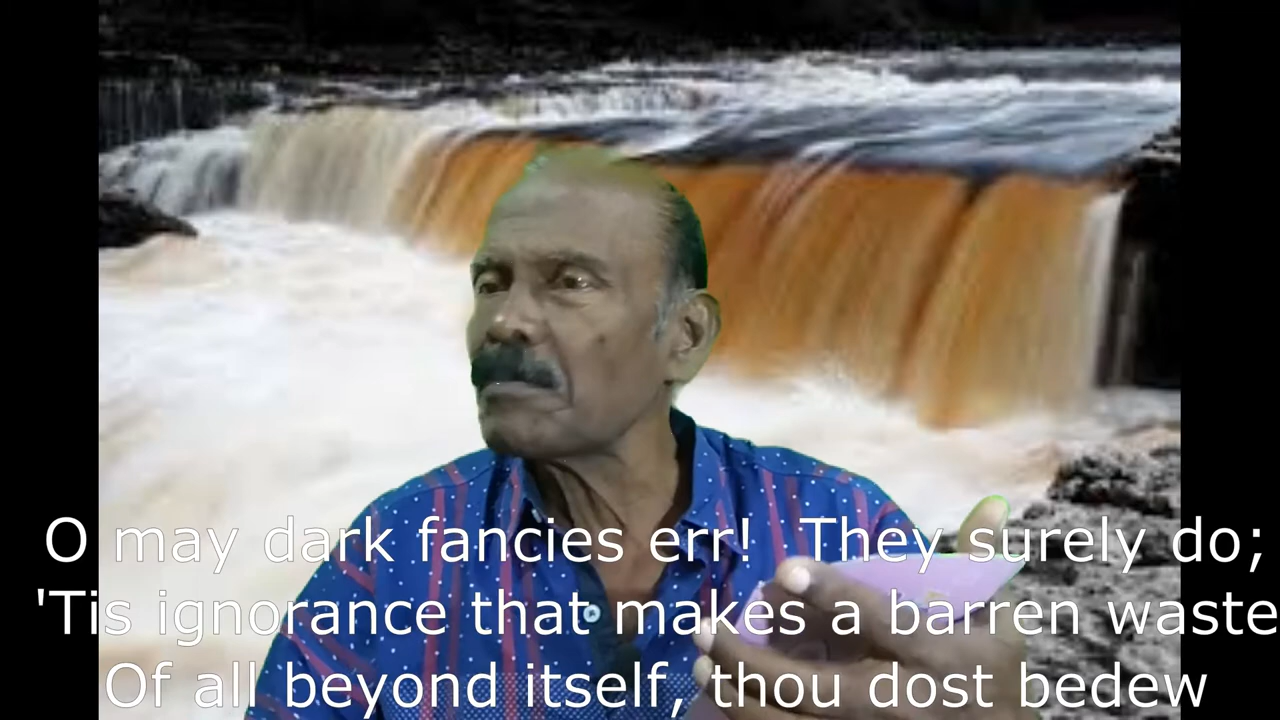 O may dark fancies err!  They surely do;
'Tis ignorance that makes a barren waste
Of all beyond itself, thou dost bedew